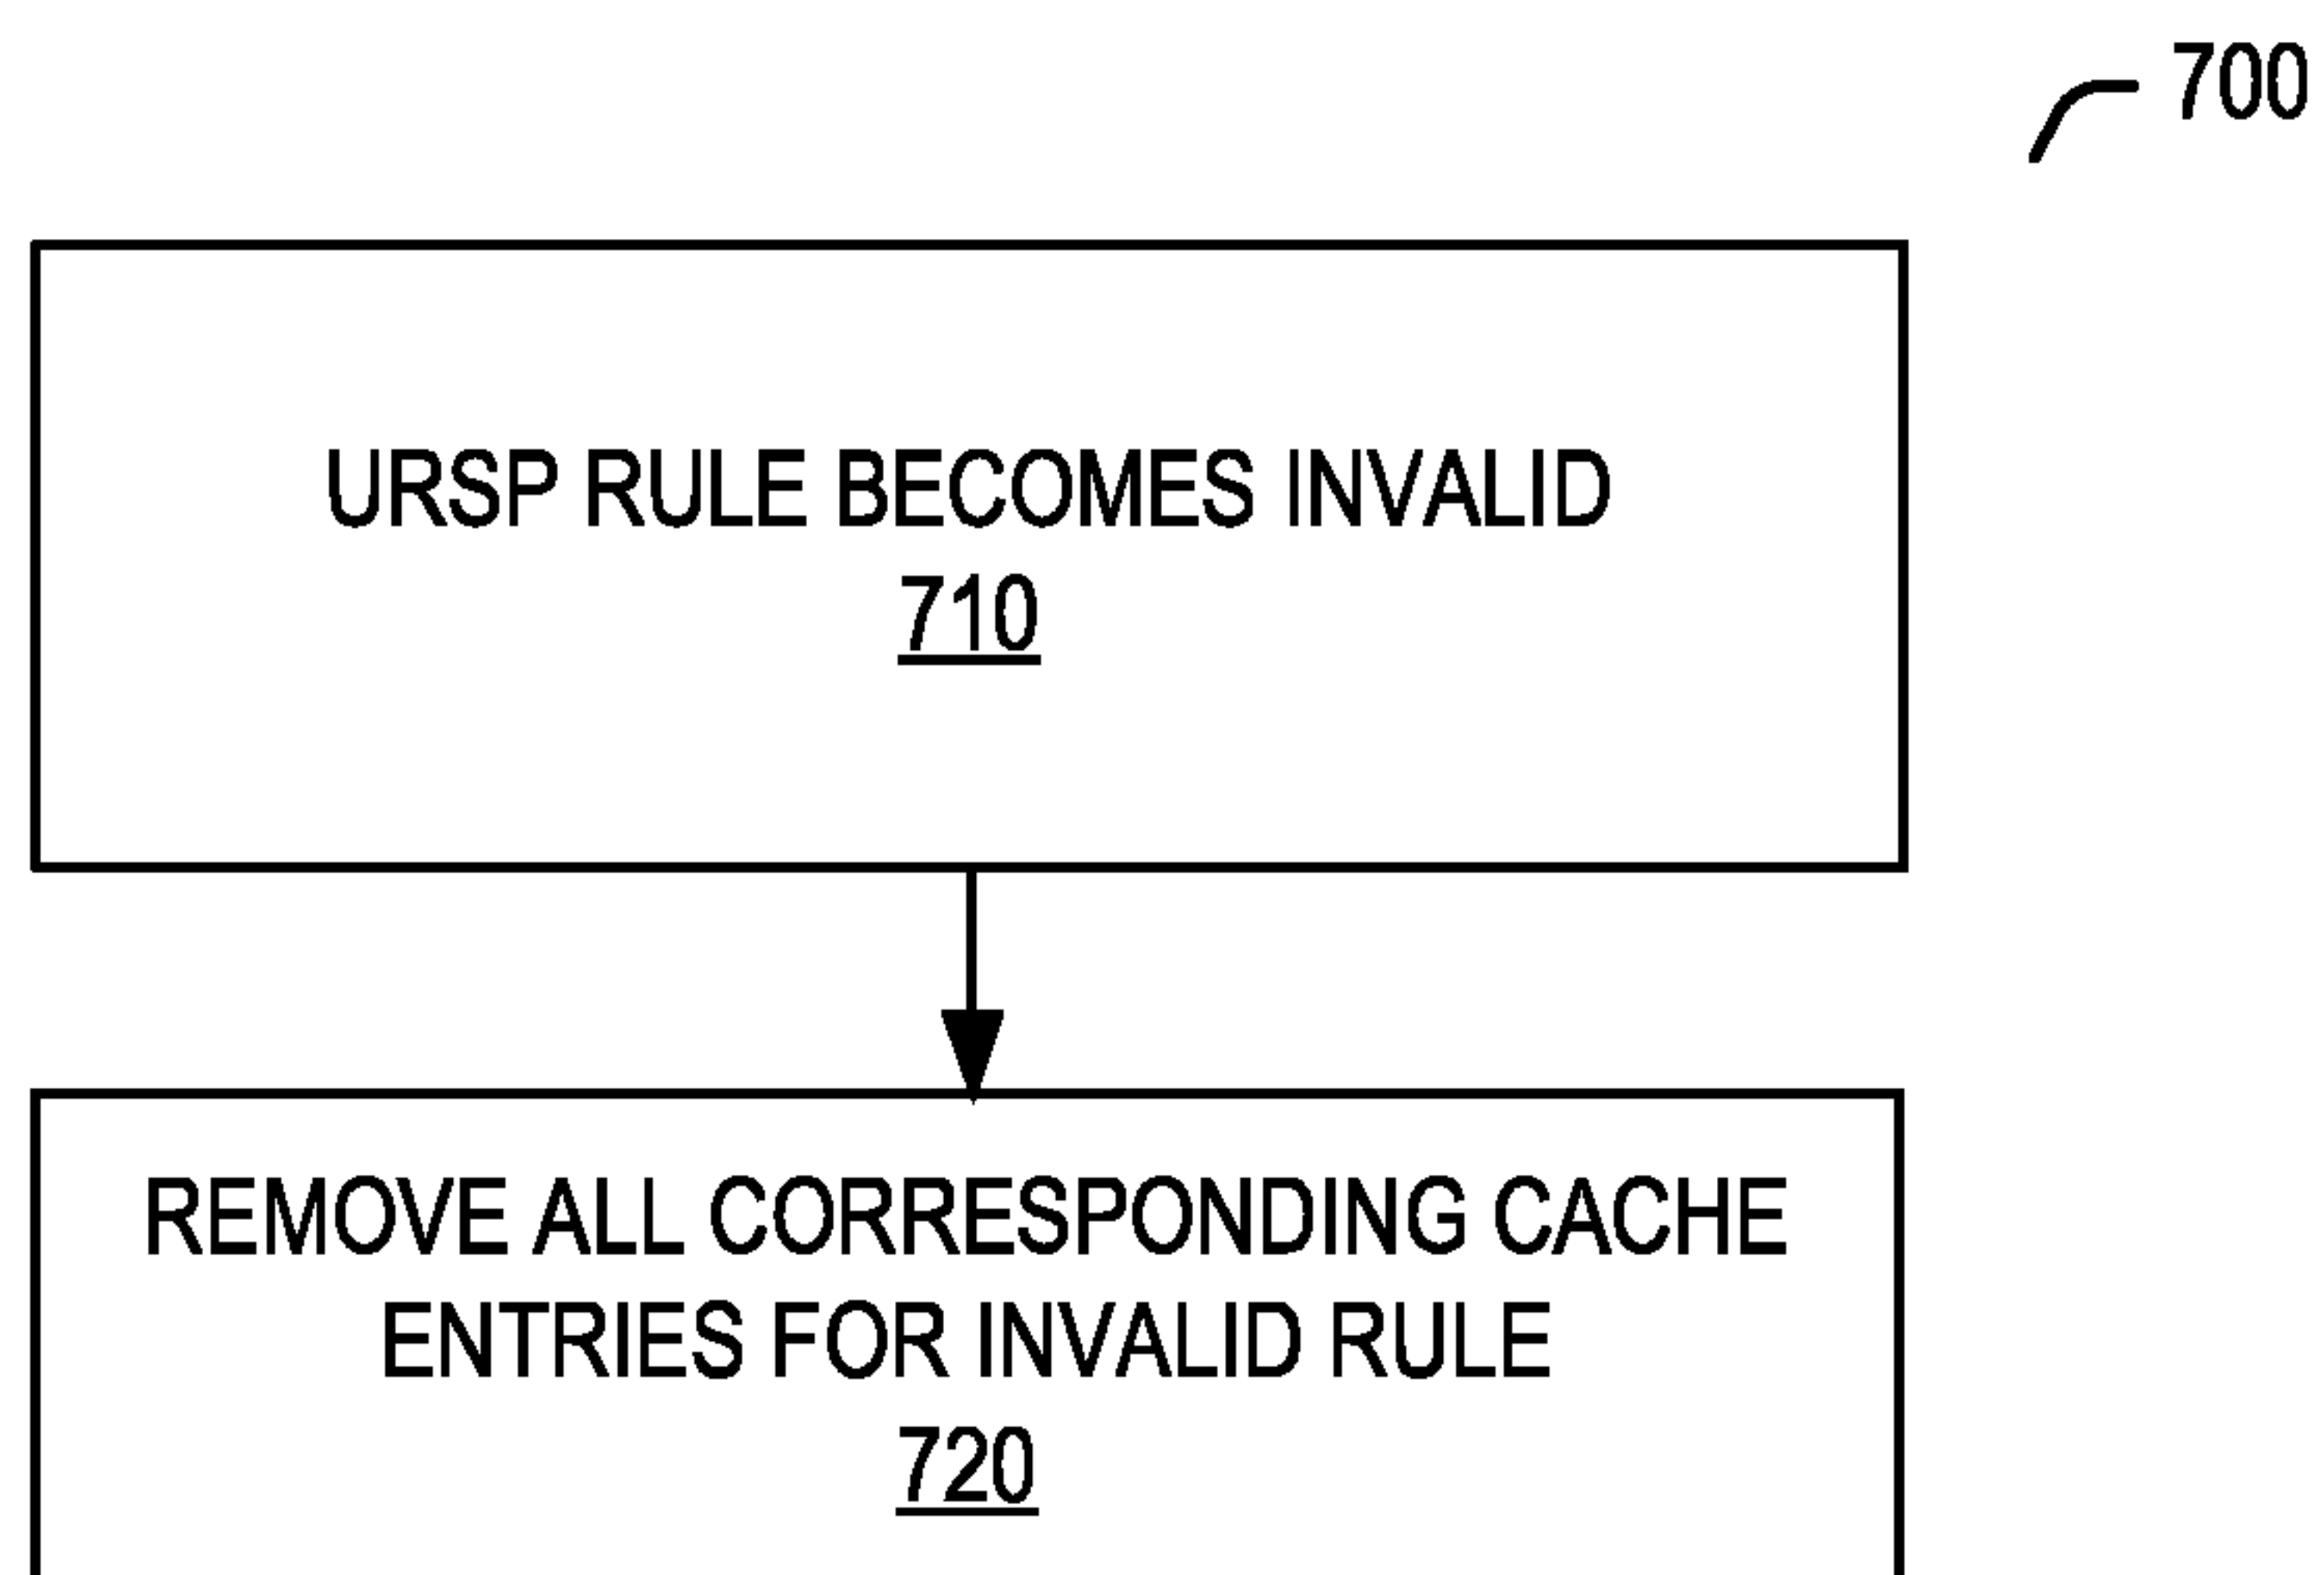 700
URSP RULE BECOMES INVALID
710
REMOVE ALL CORRESPONDING CACHE
ENTRIES FOR INVALID RULE
720